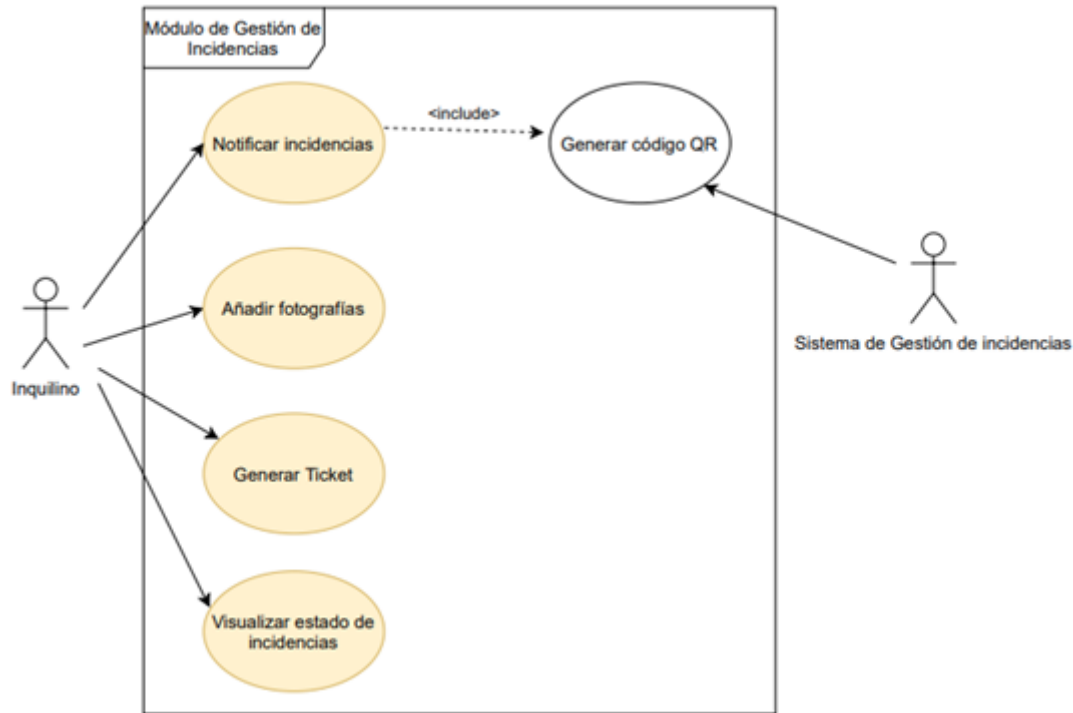 Módulo de Gestión de
Incidencias
Notificar incidencias
<include>
Generar código QR
Añadir fotografías
Sistema de Gestión de incidencias
Inquilino
Generar Ticket
Visualizar estado de
incidencias